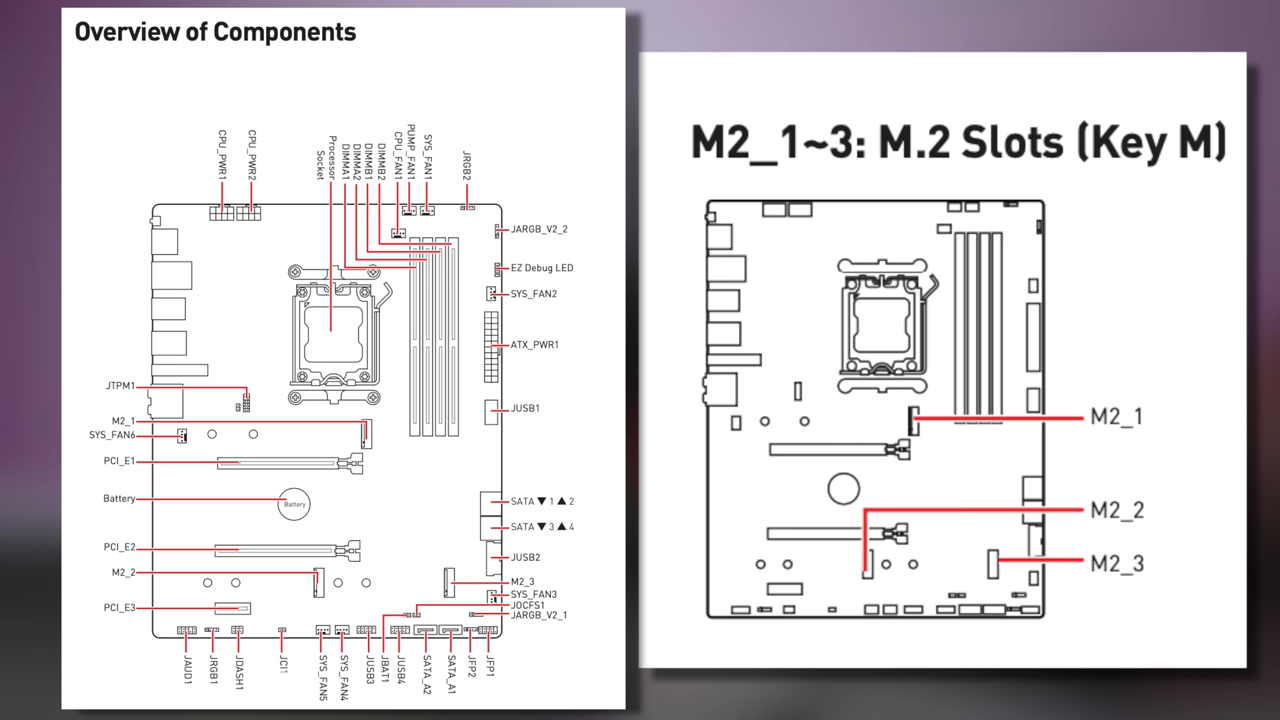 Overview of Components
CPU_PWR1
CPU_PWR2
Processor
Socket
DIMMA1
DIMMA2
DIMMB1
DIMMB2
CPU_FAN1
PUMP_FAN1
SYS_FAN1
JRGB2
JARGB_V2_2
EZ Debug LED
SYS_FAN2
ATX_PWR1
JTPM1
JUSB1
M2_1
SYS_FAN6
PCI_E1
Battery
Battery
SATA ▼ 1 ▲ 2
SATA ▼ 3 ▲ 4
PCI_E2
JUSB2
M2_2
M2_3
SYS_FAN3
JOCFS1
PCI_E3
JARGB_V2_1
JAUD1
JRGB1
JDASH1
JCI1
SYS_FAN5
SYS_FAN4
JUSB3
JBAT1
JUSB4
SATA_A2
SATA_A1
JFP2
JFP1
M2_1~3: M.2 Slots (Key M)
M2_1
M2_2
M2_3